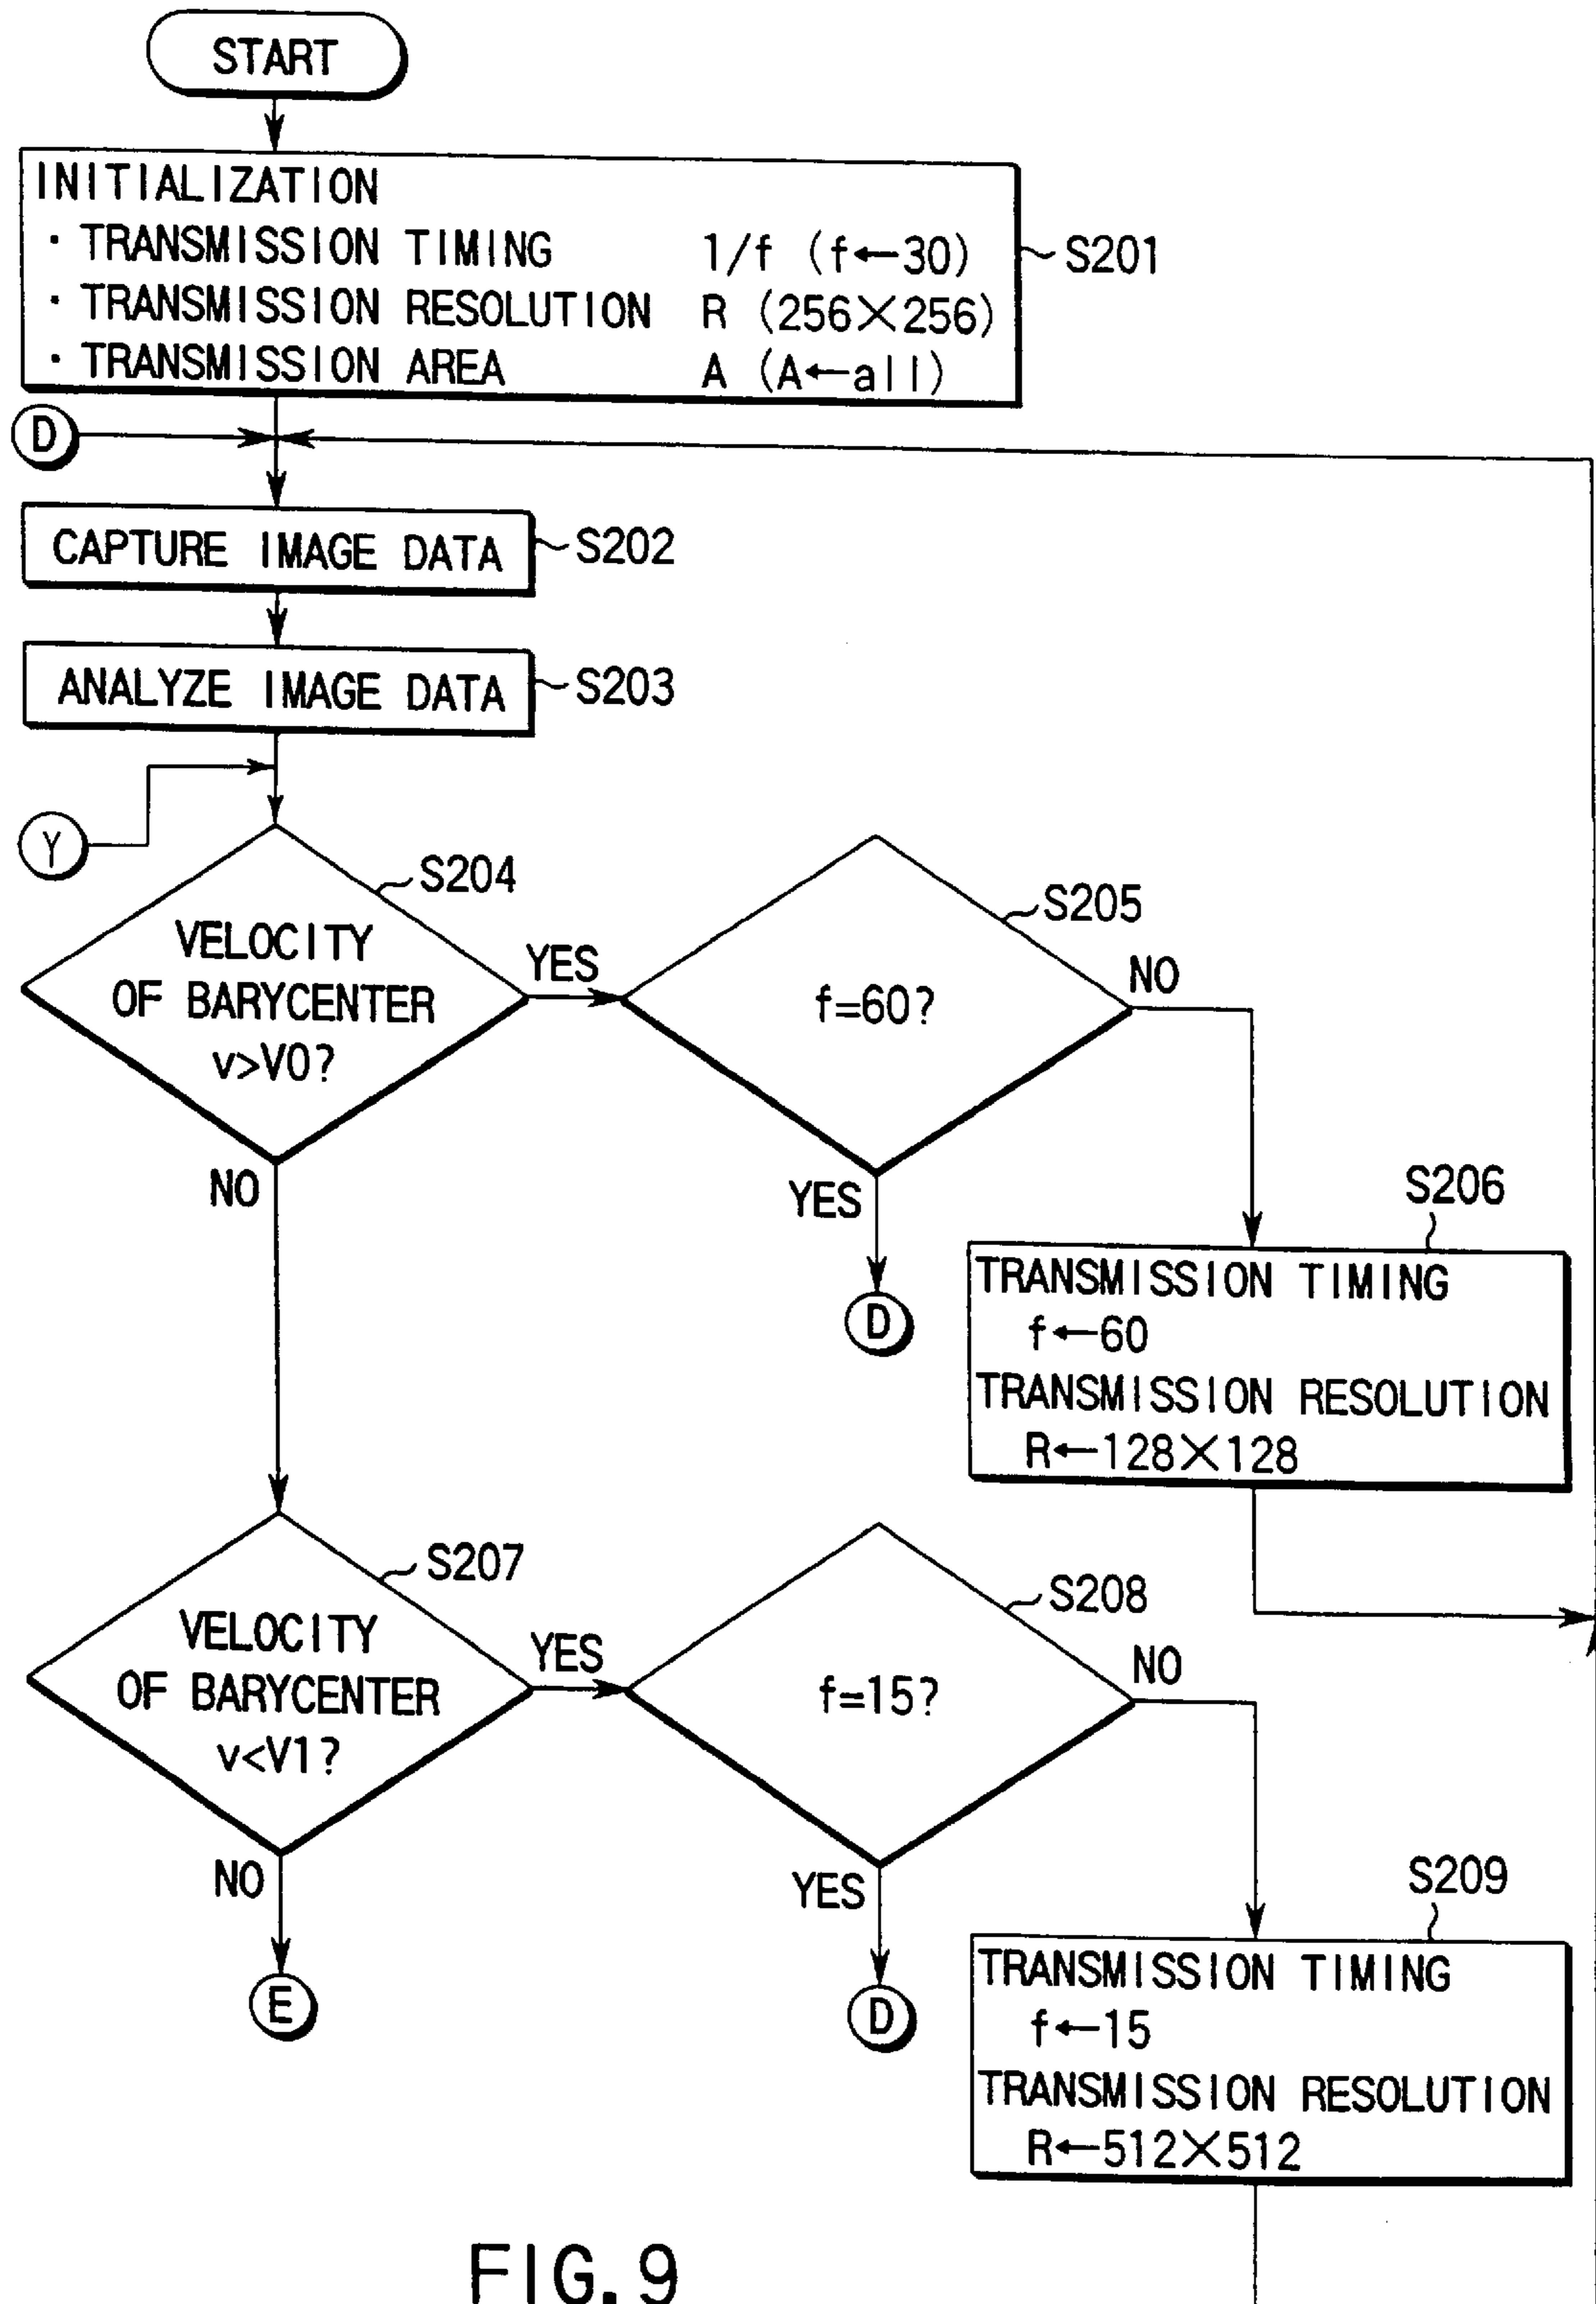 START
INITIALIZATION
· TRANSMISSION TIMING 1/f (f←30)
· TRANSMISSION RESOLUTION R (256×256)
· TRANSMISSION AREA A (A←all)
S201
D
CAPTURE IMAGE DATA
S202
ANALYZE IMAGE DATA
S203
Y
S204
VELOCITY
OF BARYCENTER
v>V0?
YES
NO
S205
f=60?
NO
YES
D
S206
TRANSMISSION TIMING
f←60
TRANSMISSION RESOLUTION
R←128×128
S207
VELOCITY
OF BARYCENTER
v<V1?
YES
NO
E
S208
f=15?
NO
YES
D
S209
TRANSMISSION TIMING
f←15
TRANSMISSION RESOLUTION
R←512×512
FIG. 9